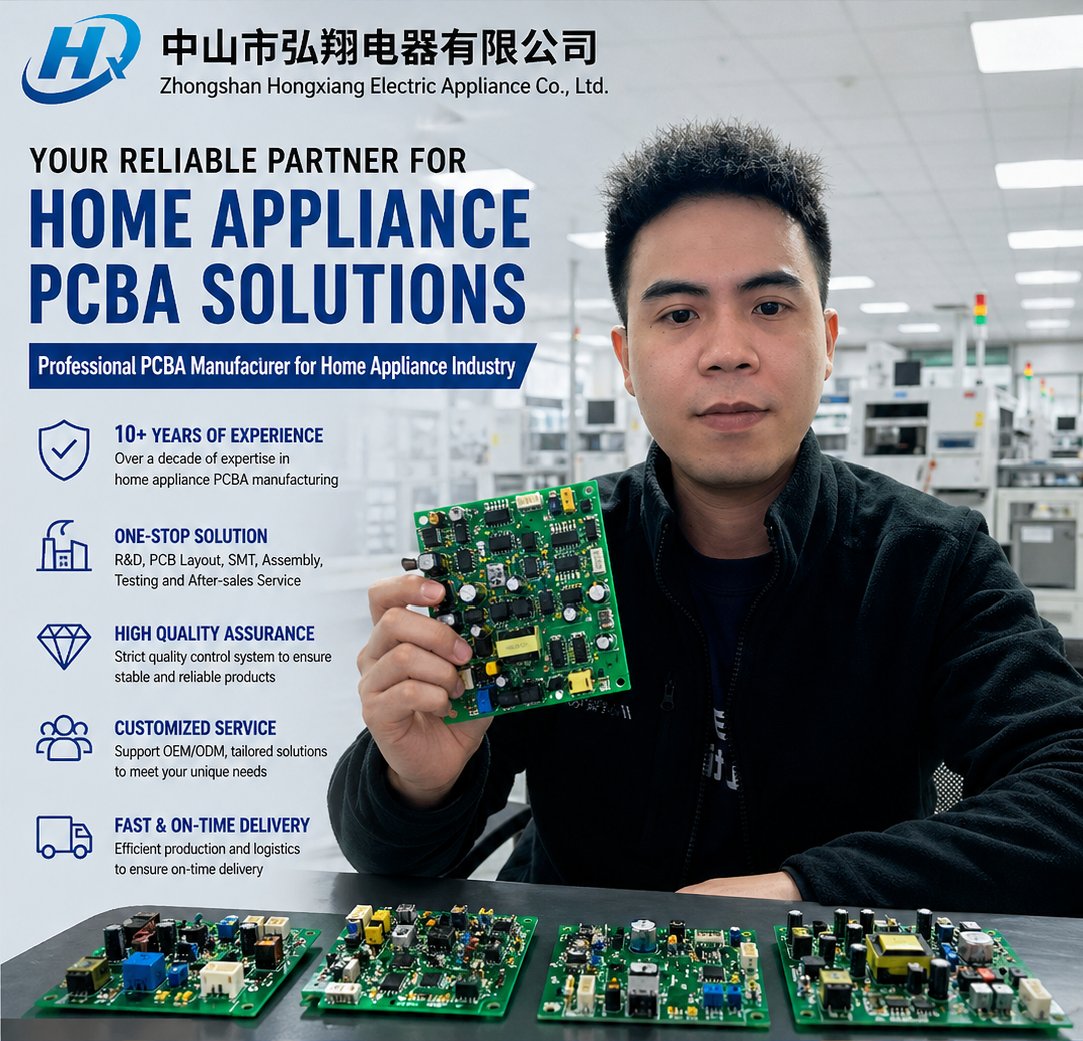 HQ
中山市弘翔电器有限公司
Zhongshan Hongxiang Electric Appliance Co., Ltd.
YOUR RELIABLE PARTNER FOR
HOME APPLIANCE
PCBA SOLUTIONS
Professional PCBA Manufacurer for Home Appliance Industry
10+ YEARS OF EXPERIENCE
Over a decade of expertise in
home appliance PCBA manufacturing
ONE-STOP SOLUTION
R&D, PCB Layout, SMT, Assembly,
Testing and After-sales Service
HIGH QUALITY ASSURANCE
Strict quality control system to ensure
stable and reliable products
CUSTOMIZED SERVICE
Support OEM/ODM, tailored solutions
to meet your unique needs
FAST & ON-TIME DELIVERY
Efficient production and logistics
to ensure on-time delivery